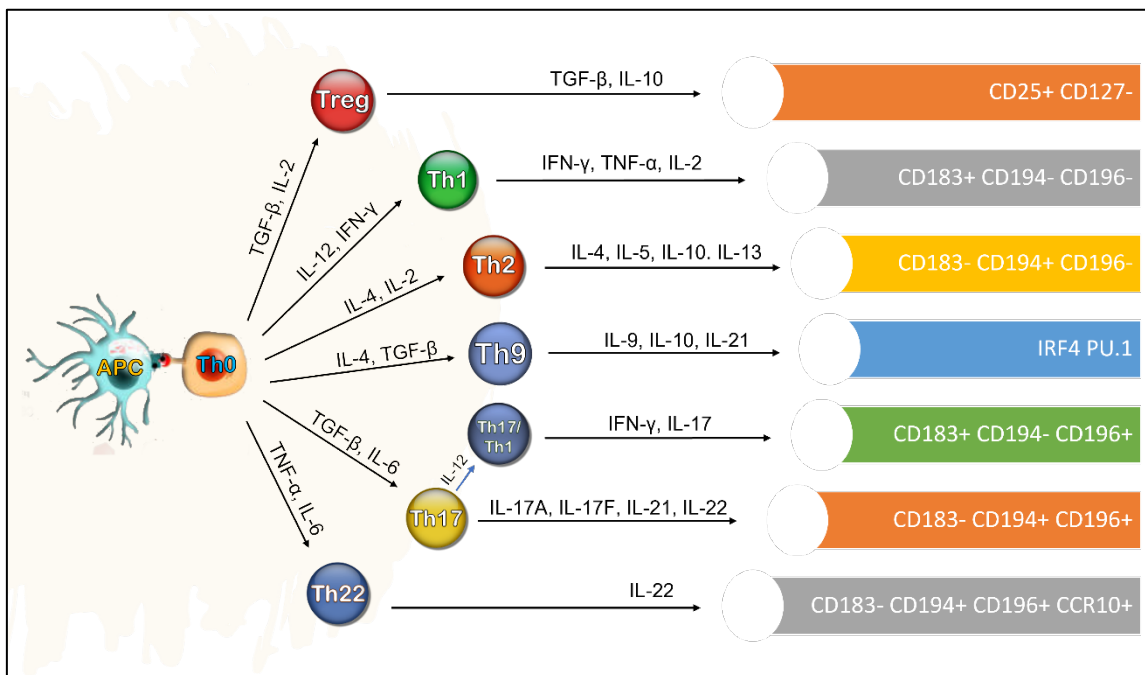 TGF-β, IL-10
Treg
CD25+ CD127-
TGF-β, IL-2
IFN-γ, TNF-α, IL-2
Th1
CD183+ CD194- CD196-
IL-12, IFN-γ
IL-4, IL-5, IL-10. IL-13
Th2
CD183- CD194+ CD196-
IL-4, IL-2
APC
Th0
IL-4, TGF-β
Th9
IL-9, IL-10, IL-21
IRF4 PU.1
Th17/
Th1
IFN-γ, IL-17
CD183+ CD194- CD196+
IL-12
TGF-β, IL-6
Th17
IL-17A, IL-17F, IL-21, IL-22
CD183- CD194+ CD196+
TNF-α, IL-6
Th22
IL-22
CD183- CD194+ CD196+ CCR10+